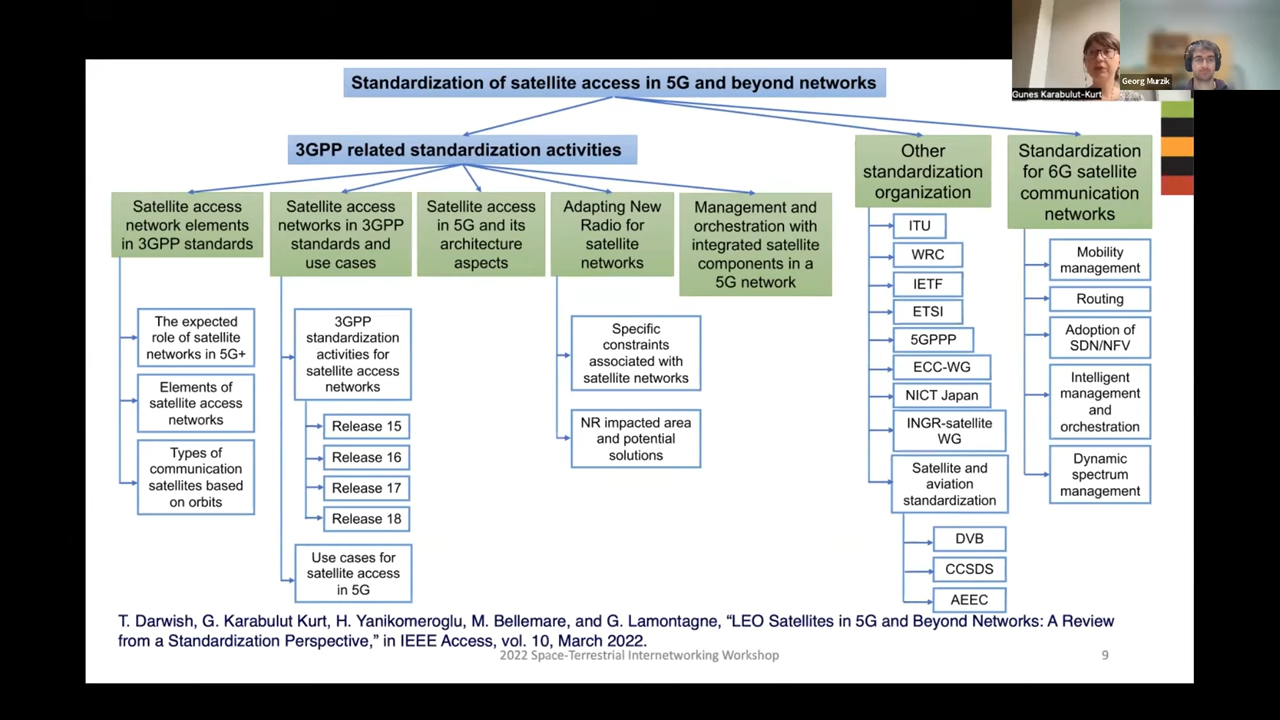 Standardization of satellite access in 5G and beyond networks
3GPP related standardization activities
Satellite access
network elements
in 3GPP standards
The expected
role of satellite
networks in 5G+
Elements of
satellite access
networks
Types of
communication
satellites based
on orbits
Satellite access
networks in 3GPP
standards and
use cases
3GPP
standardization
activities for
satellite access
networks
Release 15
Release 16
Release 17
Release 18
Use cases for
satellite access
in 5G
Satellite access
in 5G and its
architecture
aspects
Adapting New
Radio for
satellite
networks
Specific
constraints
associated with
satellite networks
NR impacted area
and potential
solutions
Management and
orchestration with
integrated satellite
components in a
5G network
Other
standardization
organization
ITU
WRC
IETF
ETSI
5GPPP
ECC-WG
NICT Japan
INGR-satellite
WG
Satellite and
aviation
standardization
DVB
CCSDS
AEEC
Standardization
for 6G satellite
communication
networks
Mobility
management
Routing
Adoption of
SDN/NFV
Intelligent
management
and
orchestration
Dynamic
spectrum
management
T. Darwish, G. Karabulut Kurt, H. Yanikomeroglu, M. Bellemare, and G. Lamontagne, “LEO Satellites in 5G and Beyond Networks: A Review
from a Standardization Perspective,” in IEEE Access, vol. 10, March 2022.
2022 Space-Terrestrial Internetworking Workshop
9
Gunes Karabulut-Kurt
Georg Murzik